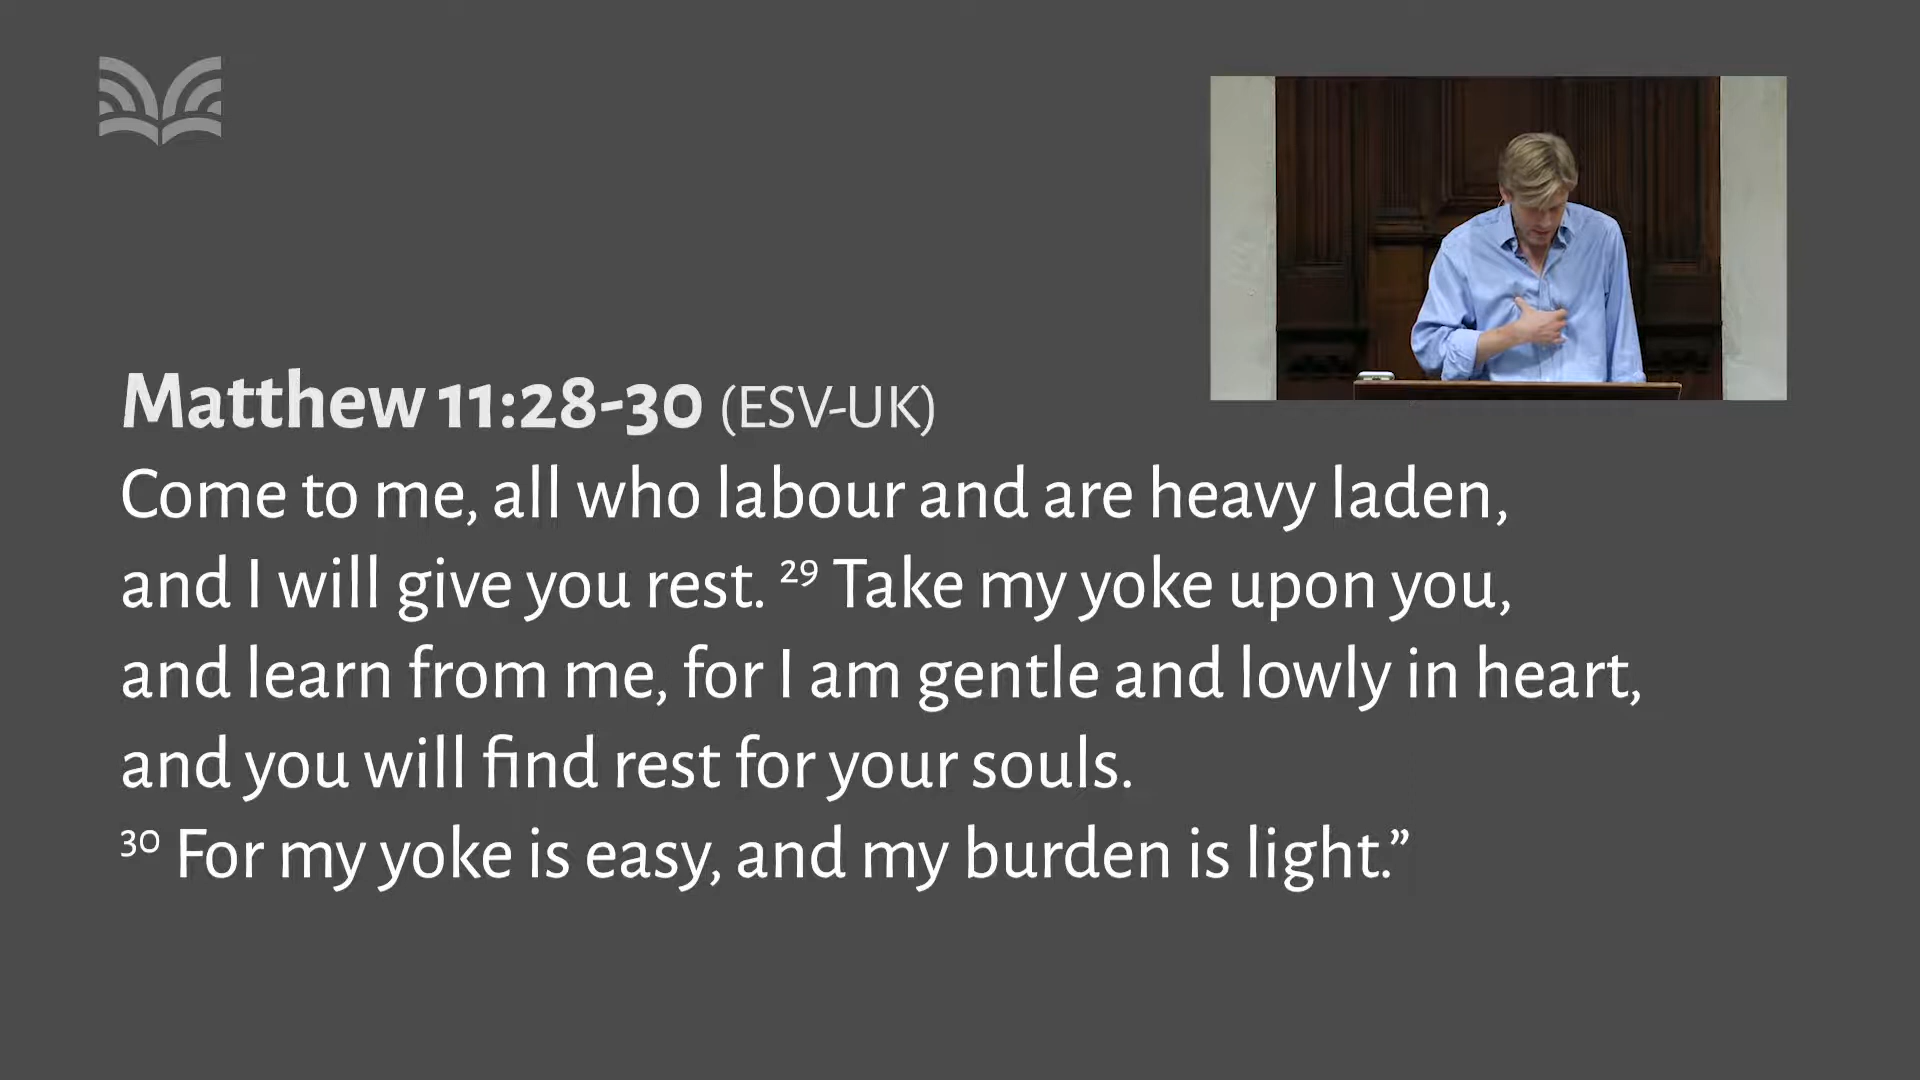 Matthew 11:28-30 (ESV-UK)
Come to me, all who labour and are heavy laden,
and I will give you rest. ²⁹ Take my yoke upon you,
and learn from me, for I am gentle and lowly in heart,
and you will find rest for your souls.
³⁰ For my yoke is easy, and my burden is light.”